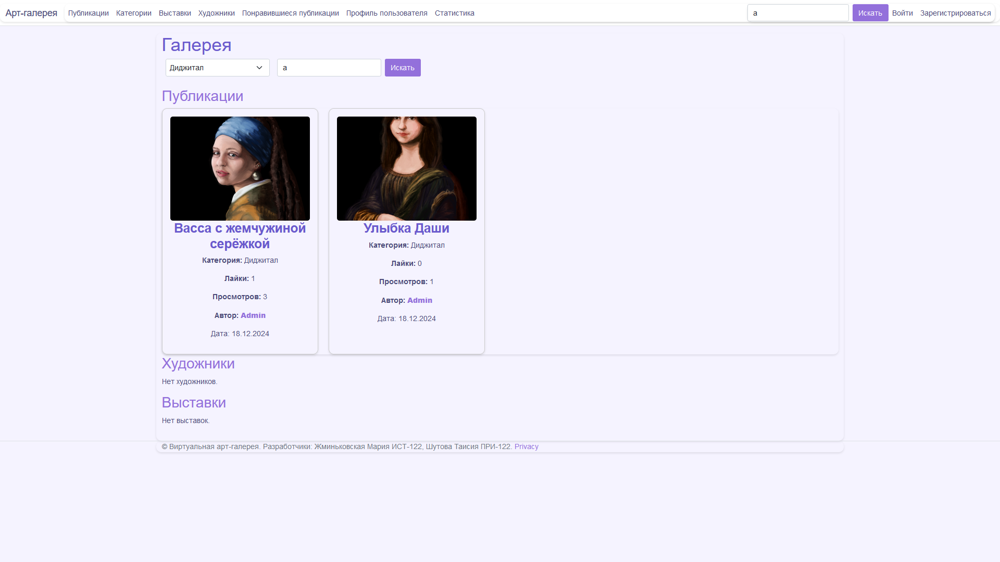 Арт-галерея Публикации Категории Выставки Художники Понравившиеся публикации Профиль пользователя Статистика а Искать Войти Зарегистрироваться
Галерея
Диджитал а Искать
Публикации
Васса с жемчужиной
серёжкой
Категория: Диджитал
Лайки: 1
Просмотров: 3
Автор: Admin
Дата: 18.12.2024
Улыбка Даши
Категория: Диджитал
Лайки: 0
Просмотров: 1
Автор: Admin
Дата: 18.12.2024
Художники
Нет художников.
Выставки
Нет выставок.
© Виртуальная арт-галерея. Разработчики: Жминьковская Мария ИСТ-122, Шутова Таисия ПРИ-122. Privacy